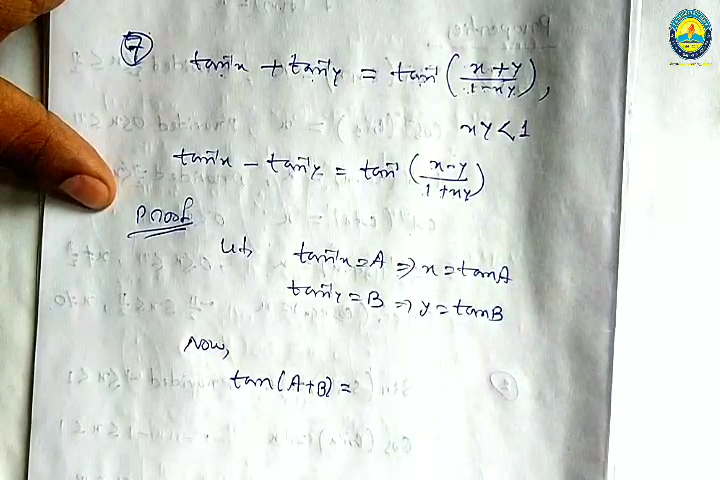 ⑦ tan⁻¹x + tan⁻¹y = tan⁻¹(x+y / 1-xy),
xy < 1
tan⁻¹x - tan⁻¹y = tan⁻¹(x-y / 1+xy)
Proof
Let, tan⁻¹x = A ⇒ x = tanA
tan⁻¹y = B ⇒ y = tanB
Now,
tan(A+B) =